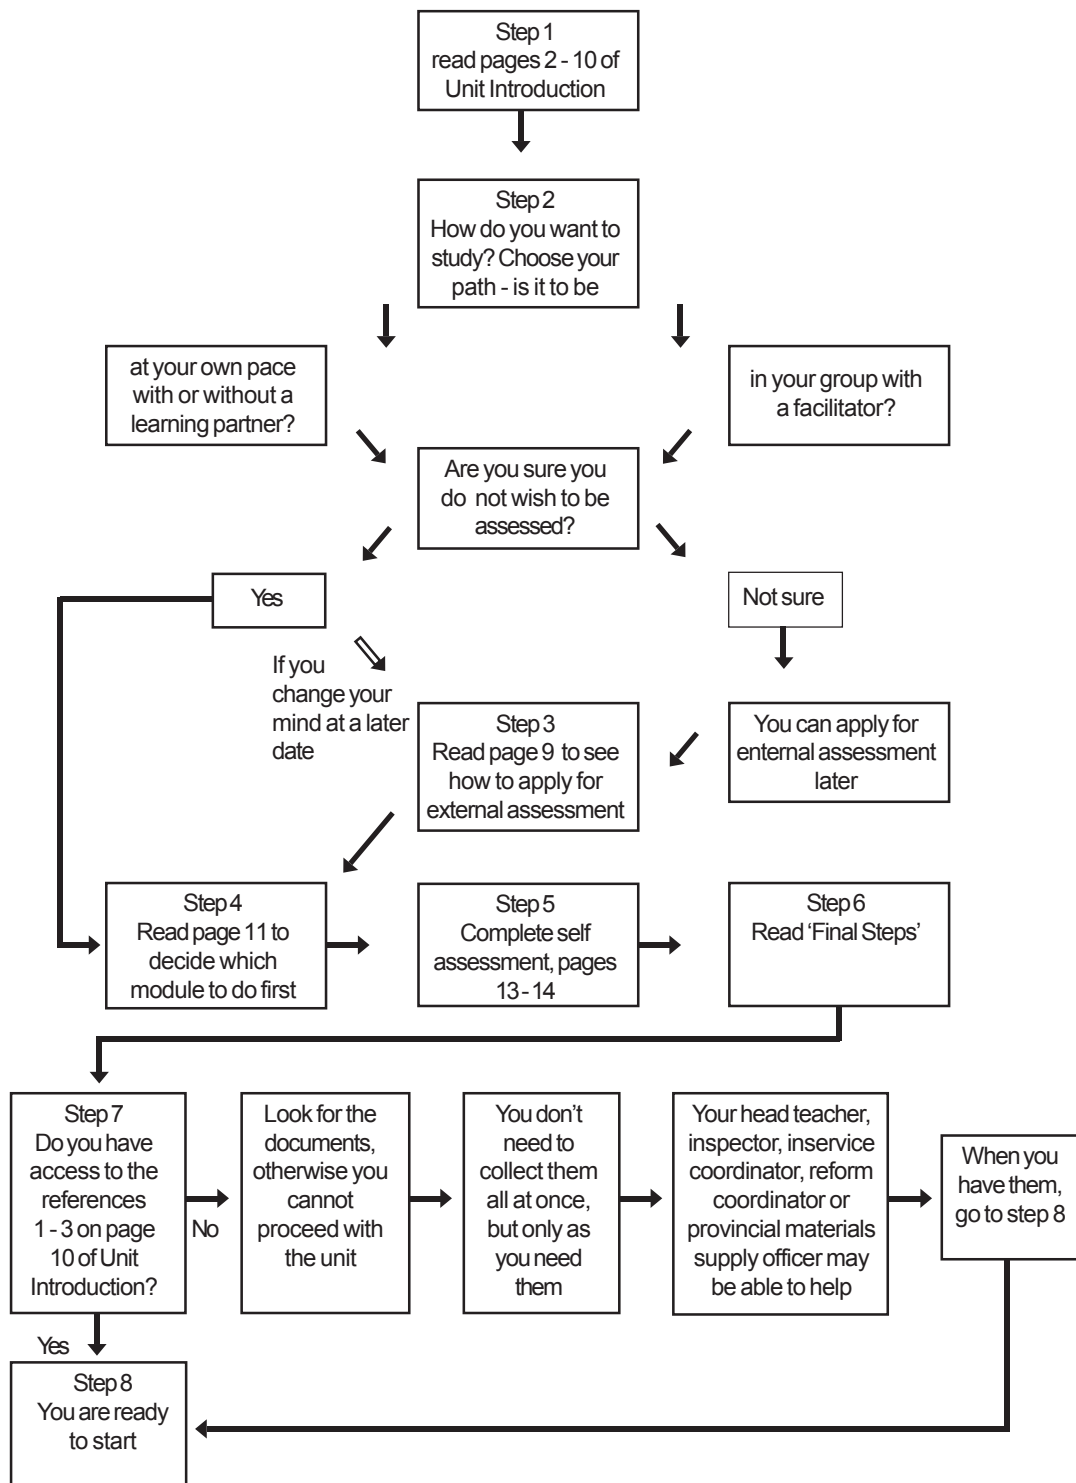 Step 1
read pages 2 - 10 of
Unit Introduction
Step 2
How do you want to
study? Choose your
path - is it to be
at your own pace
with or without a
learning partner?
in your group with
a facilitator?
Are you sure you
do not wish to be
assessed?
Yes
Not sure
If you
change your
mind at a later
date
Step 3
Read page 9 to see
how to apply for
external assessment
You can apply for
enternal assessment
later
Step 4
Read page 11 to
decide which
module to do first
Step 5
Complete self
assessment, pages
13 - 14
Step 6
Read ‘Final Steps’
Step 7
Do you have
access to the
references
1 - 3 on page
10 of Unit
Introduction?
No
Look for the
documents,
otherwise you
cannot
proceed with
the unit
You don’t
need to
collect them
all at once,
but only as
you need
them
Your head teacher,
inspector, inservice
coordinator, reform
coordinator or
provincial materials
supply officer may
be able to help
When you
have them,
go to step 8
Yes
Step 8
You are ready
to start